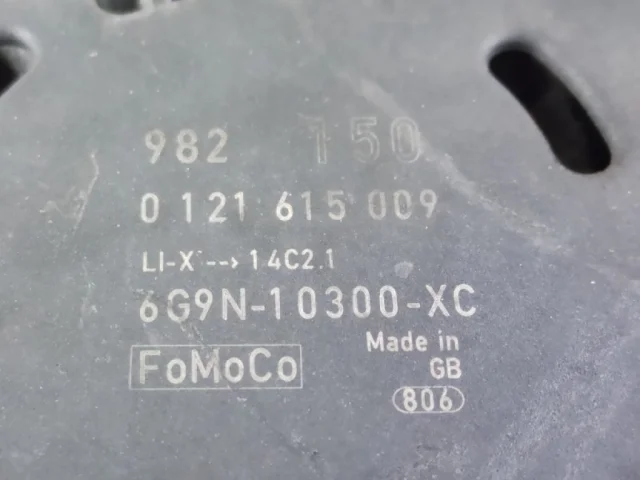 982 150
0 121 615 009
LI-X --> 14C2.1
6G9N-10300-XC
FoMoCo
Made in
GB
806